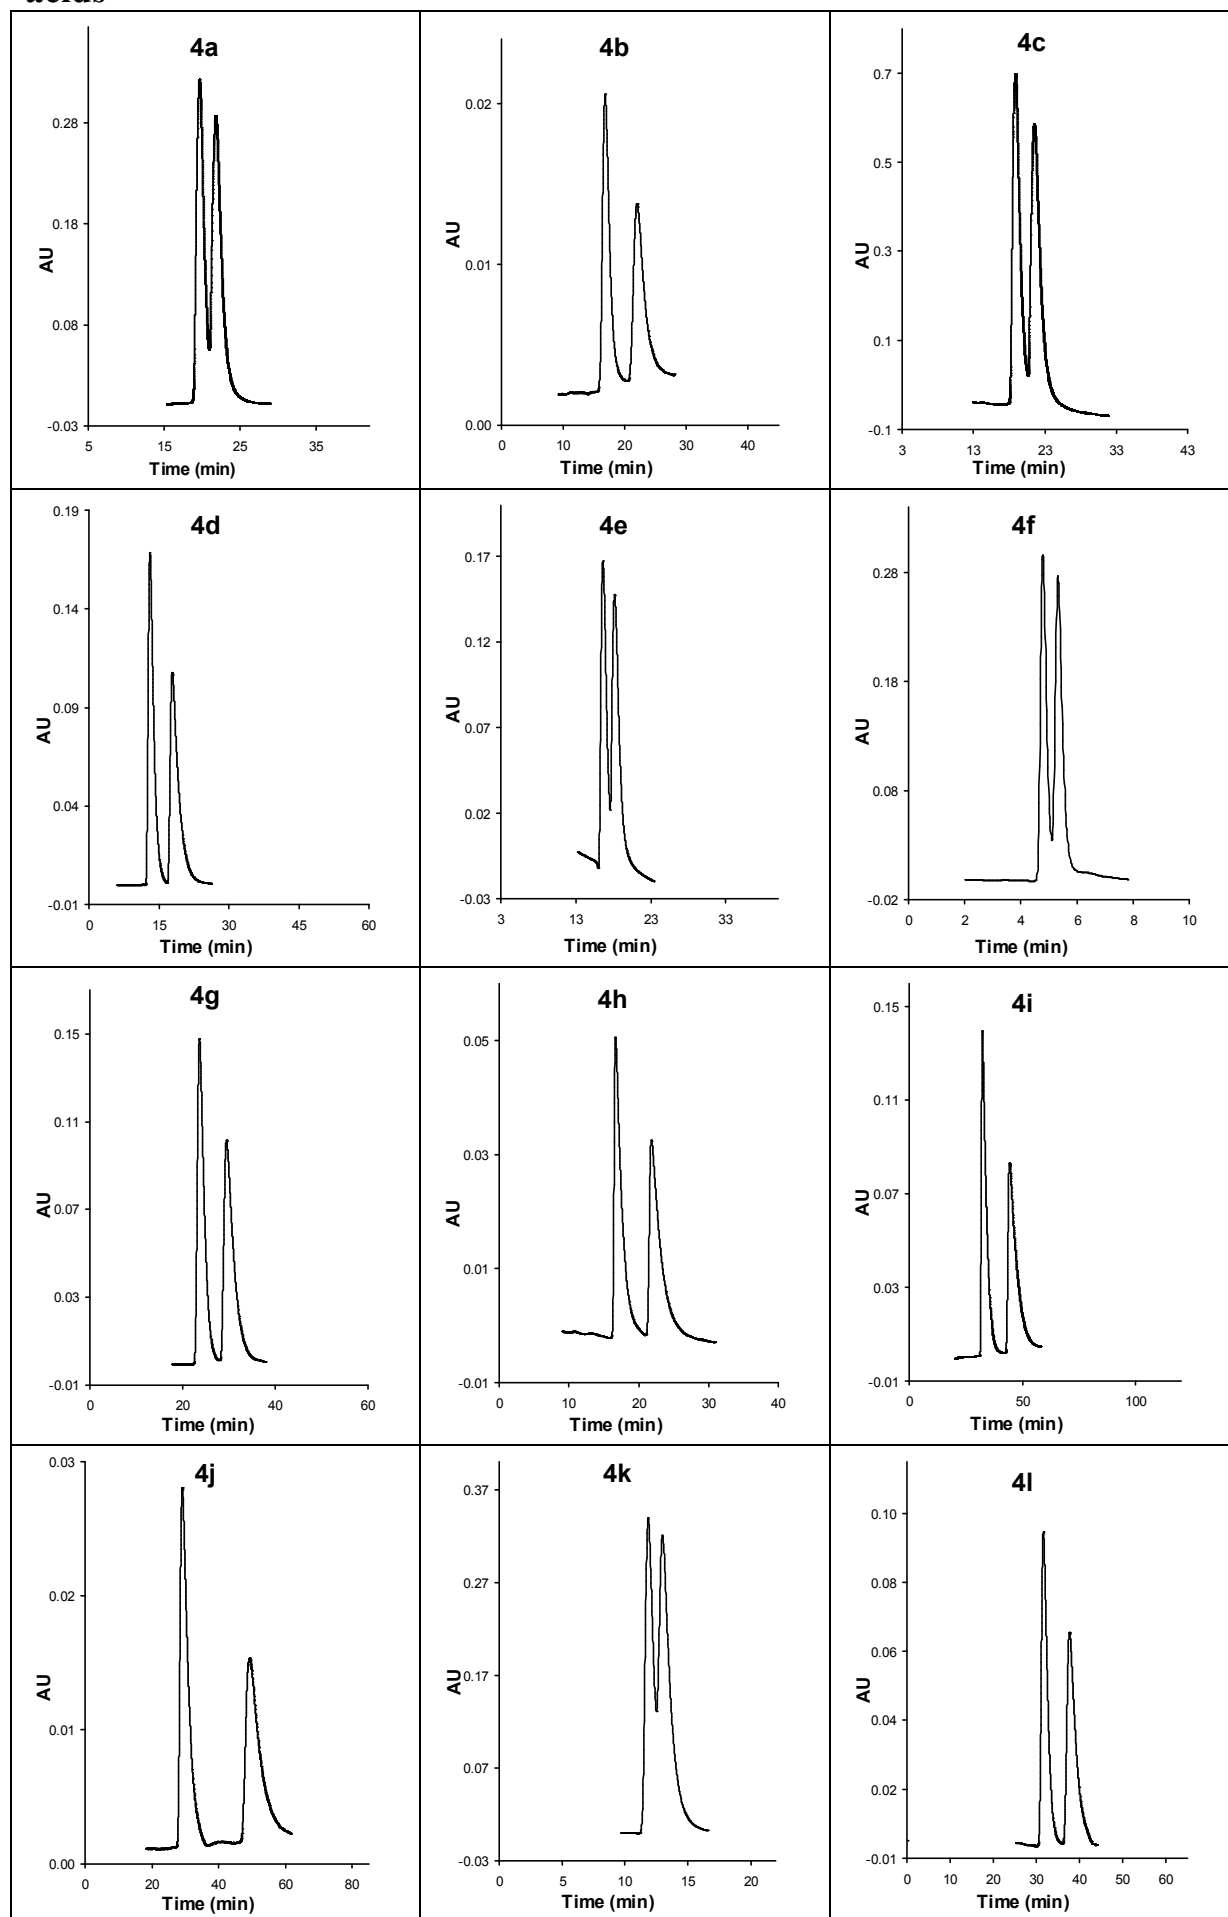 acids
4a
0.28
0.18
0.08
-0.03
AU
5 15 25 35
Time (min)
4b
0.02
0.01
0.00
AU
0 10 20 30 40
Time (min)
4c
0.7
0.5
0.3
0.1
-0.1
AU
3 13 23 33 43
Time (min)
4d
0.19
0.14
0.09
0.04
-0.01
AU
0 15 30 45 60
Time (min)
4e
0.17
0.12
0.07
0.02
-0.03
AU
3 13 23 33
Time (min)
4f
0.28
0.18
0.08
-0.02
AU
0 2 4 6 8 10
Time (min)
4g
0.15
0.11
0.07
0.03
-0.01
AU
0 20 40 60
Time (min)
4h
0.05
0.03
0.01
-0.01
AU
0 10 20 30 40
Time (min)
4i
0.15
0.11
0.07
0.03
-0.01
AU
0 50 100
Time (min)
4j
0.03
0.02
0.01
0.00
AU
0 20 40 60 80
Time (min)
4k
0.37
0.27
0.17
0.07
-0.03
AU
0 5 10 15 20
Time (min)
4l
0.10
0.08
0.06
0.04
0.02
-0.01
AU
0 10 20 30 40 50 60
Time (min)